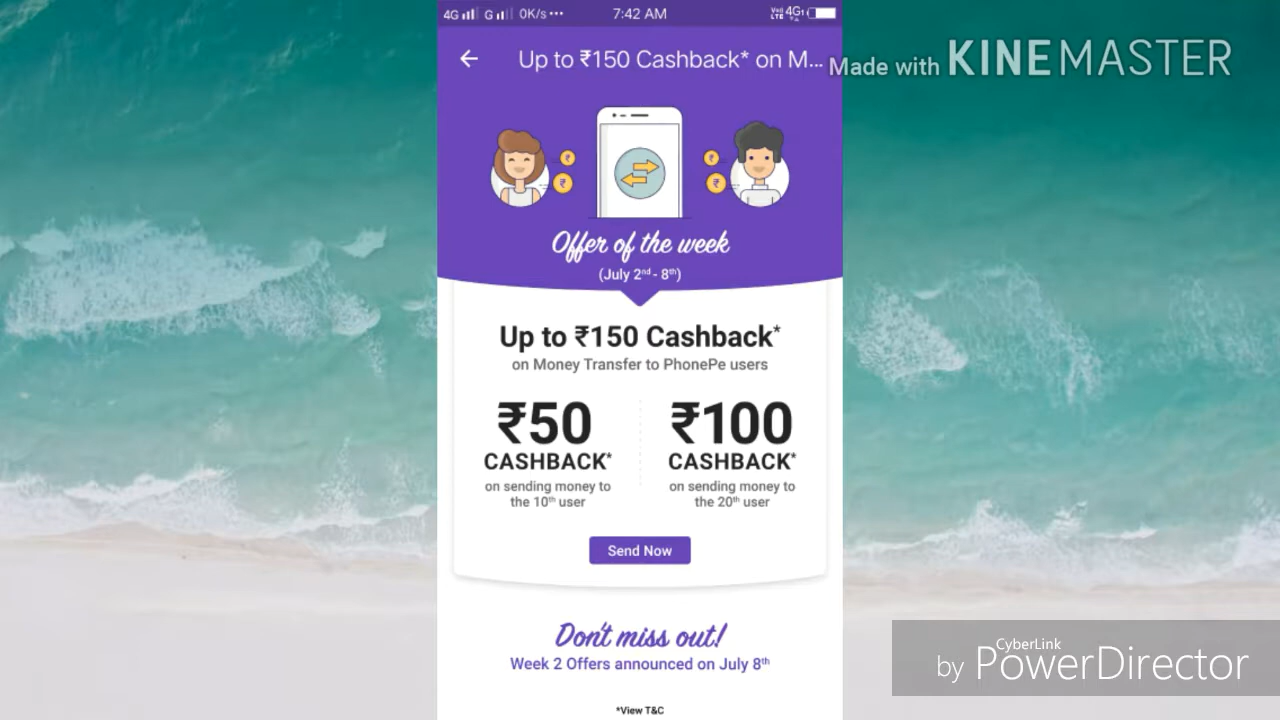 4G G 0K/s ••• 7:42 AM VoLTE 4G
Up to ₹150 Cashback* on M...
Made with KINEMASTER
₹ ₹
₹ ₹
Offer of the week
(July 2nd - 8th)
Up to ₹150 Cashback*
on Money Transfer to PhonePe users
₹50 ₹100
CASHBACK* CASHBACK*
on sending money to on sending money to
the 10th user the 20th user
Send Now
Don't miss out!
Week 2 Offers announced on July 8th
*View T&C
CyberLink
by PowerDirector